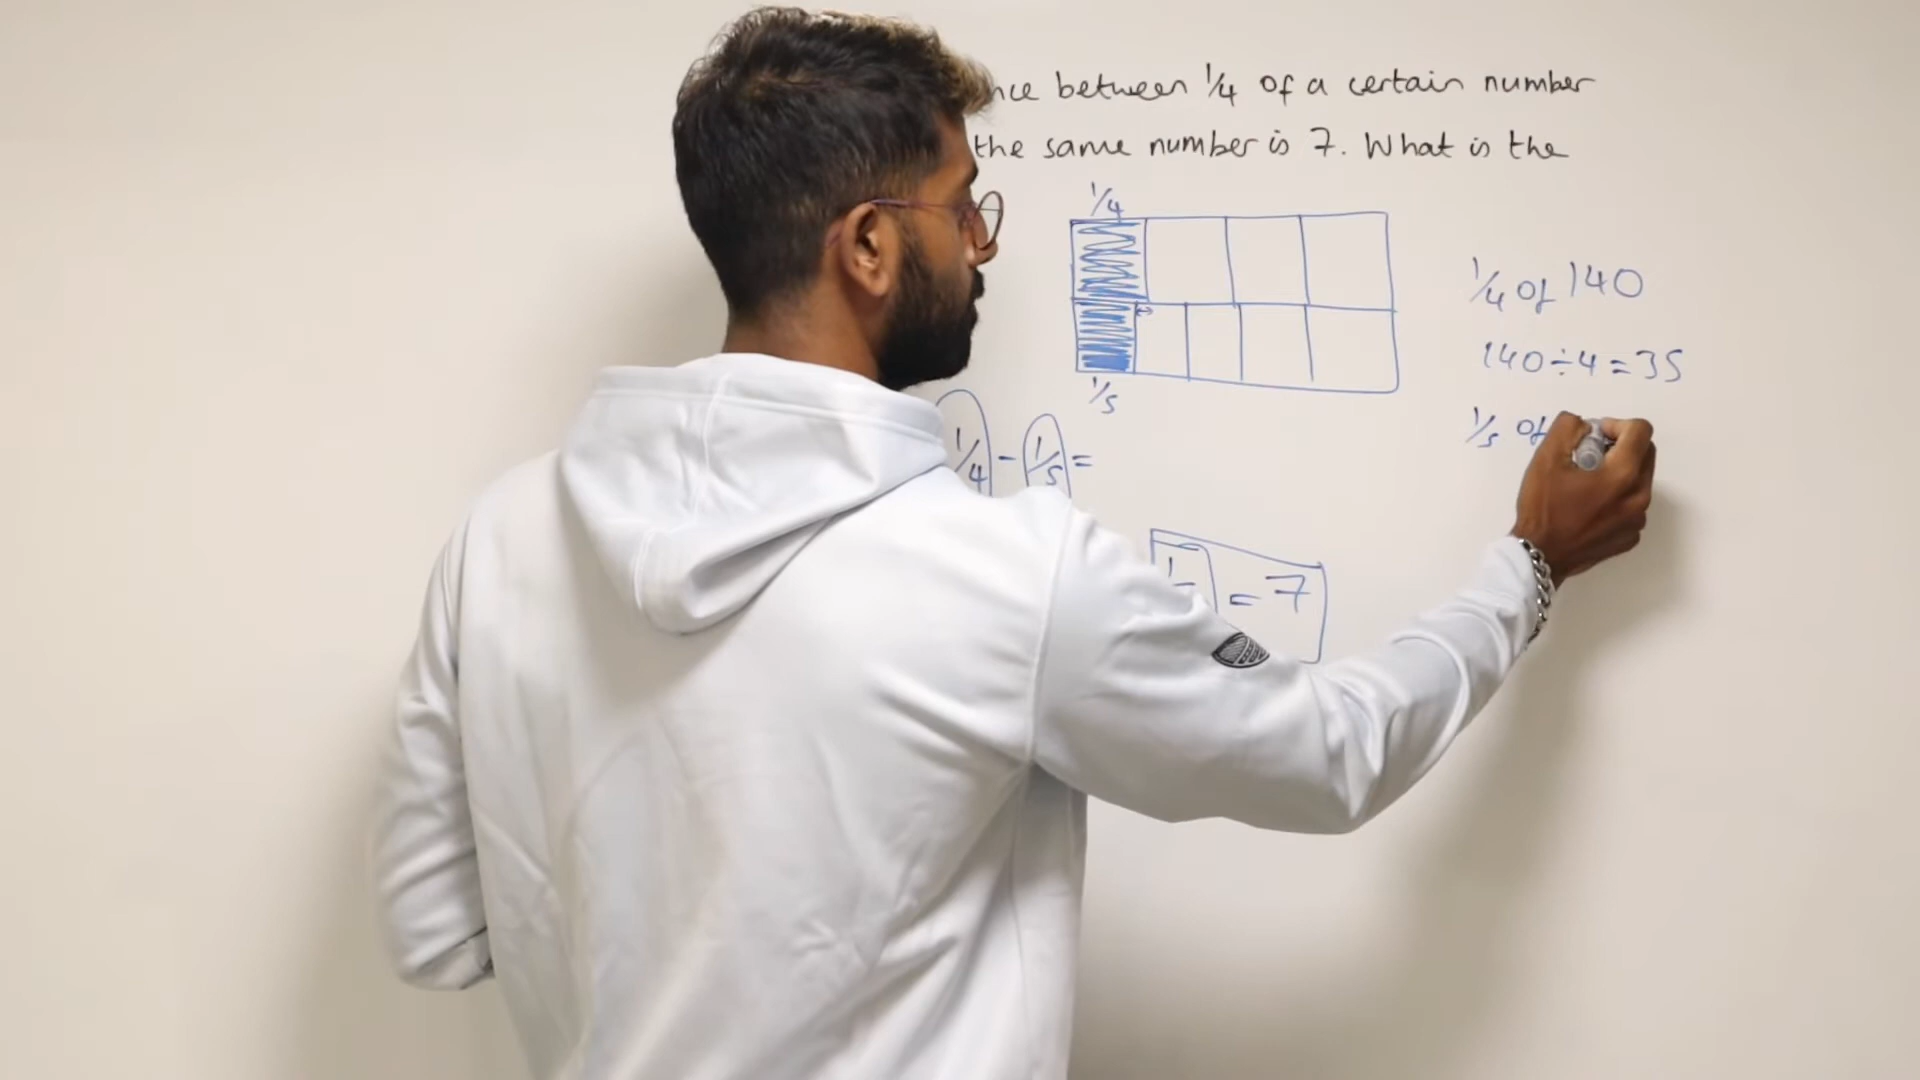 between 1/4 of a certain number
the same number is 7. What is the
1/4
1/5
1/4 of 140
140 ÷ 4 = 35
1/5 of
1/4 - 1/5 =
1
= 7